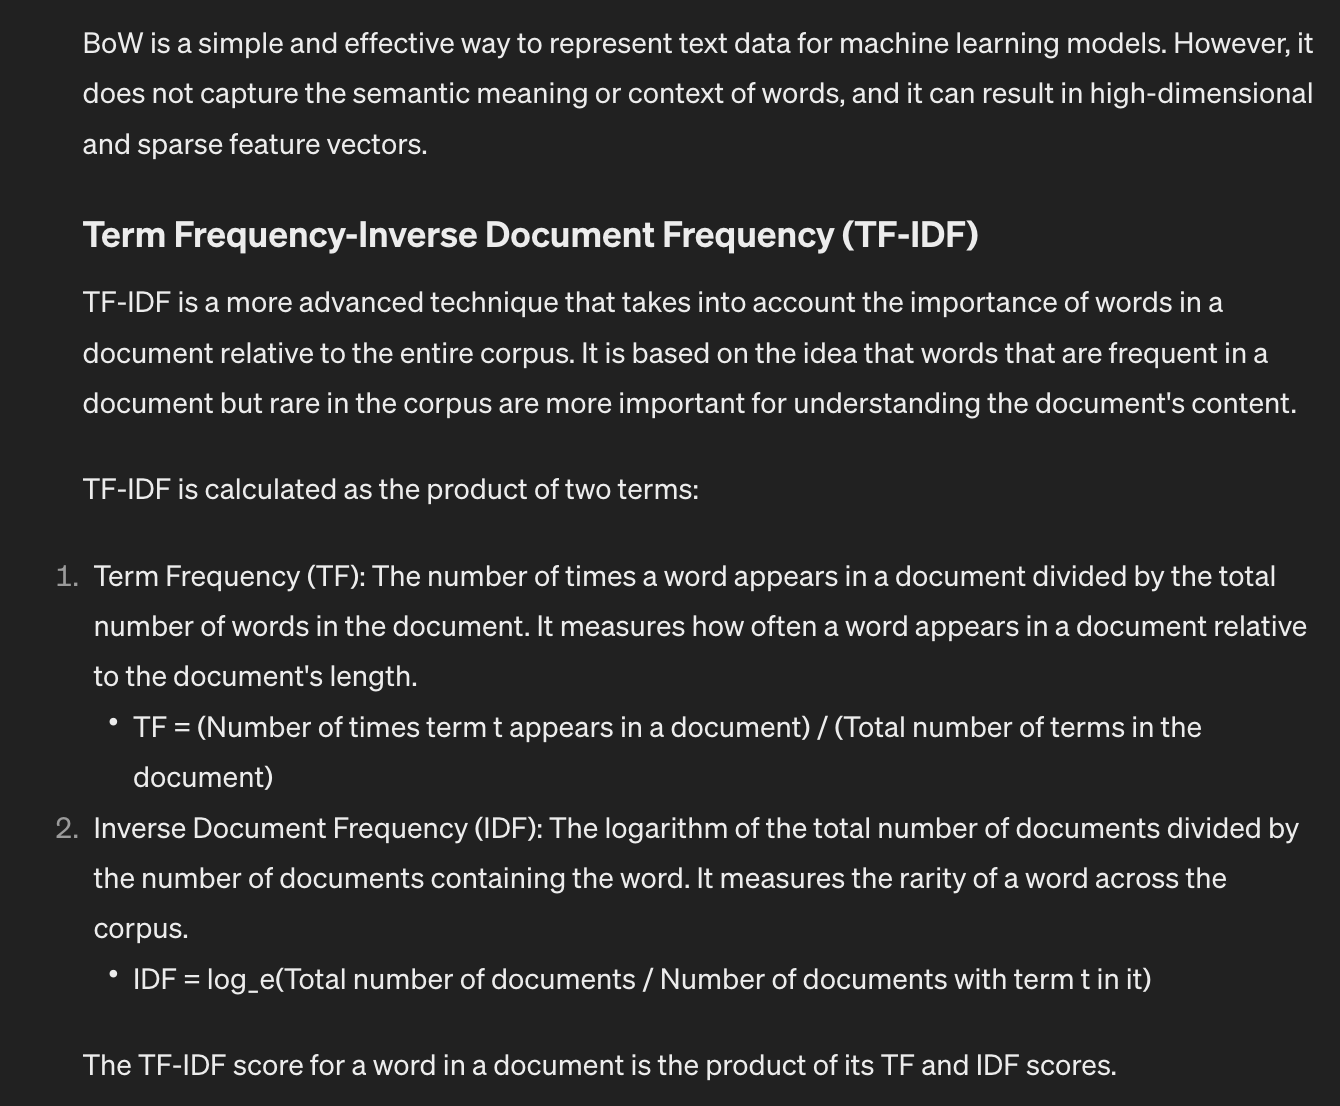 BoW is a simple and effective way to represent text data for machine learning models. However, it
does not capture the semantic meaning or context of words, and it can result in high-dimensional
and sparse feature vectors.
Term Frequency-Inverse Document Frequency (TF-IDF)
TF-IDF is a more advanced technique that takes into account the importance of words in a
document relative to the entire corpus. It is based on the idea that words that are frequent in a
document but rare in the corpus are more important for understanding the document's content.
TF-IDF is calculated as the product of two terms:
1. Term Frequency (TF): The number of times a word appears in a document divided by the total
number of words in the document. It measures how often a word appears in a document relative
to the document's length.
• TF = (Number of times term t appears in a document) / (Total number of terms in the
document)
2. Inverse Document Frequency (IDF): The logarithm of the total number of documents divided by
the number of documents containing the word. It measures the rarity of a word across the
corpus.
• IDF = log_e(Total number of documents / Number of documents with term t in it)
The TF-IDF score for a word in a document is the product of its TF and IDF scores.